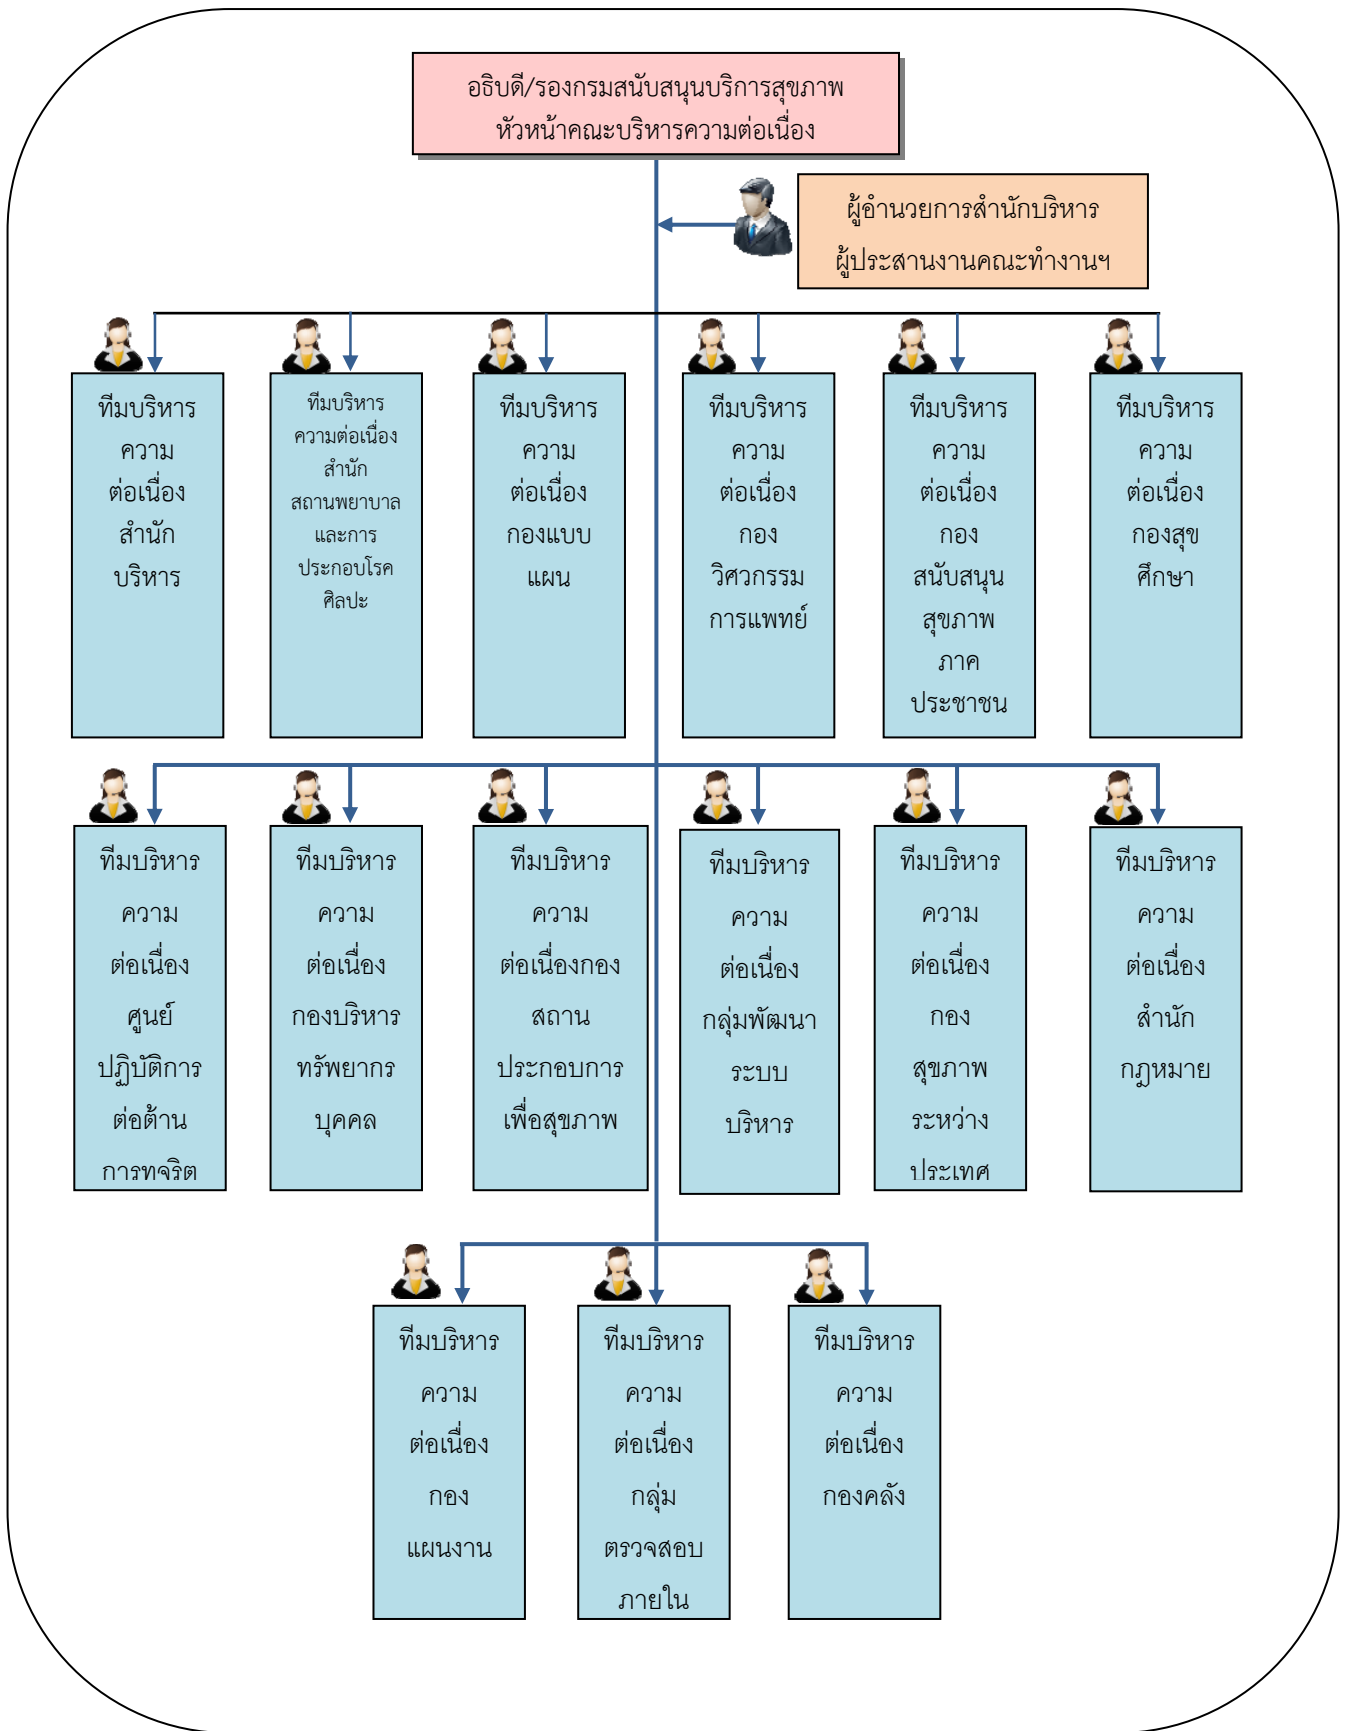 อธิบดี/รองกรมสนับสนุนบริการสุขภาพ
หัวหน้าคณะบริหารความต่อเนื่อง
ผู้อำนวยการสำนักบริหาร
ผู้ประสานงานคณะทำงานฯ
ทีมบริหาร
ความ
ต่อเนื่อง
สำนัก
บริหาร
ทีมบริหาร
ความต่อเนื่อง
สำนัก
สถานพยาบาล
และการ
ประกอบโรค
ศิลปะ
ทีมบริหาร
ความ
ต่อเนื่อง
กองแบบ
แผน
ทีมบริหาร
ความ
ต่อเนื่อง
กอง
วิศวกรรม
การแพทย์
ทีมบริหาร
ความ
ต่อเนื่อง
กอง
สนับสนุน
สุขภาพ
ภาค
ประชาชน
ทีมบริหาร
ความ
ต่อเนื่อง
กองสุข
ศึกษา
ทีมบริหาร
ความ
ต่อเนื่อง
ศูนย์
ปฏิบัติการ
ต่อต้าน
การทุจริต
ทีมบริหาร
ความ
ต่อเนื่อง
กองบริหาร
ทรัพยากร
บุคคล
ทีมบริหาร
ความ
ต่อเนื่องกอง
สถาน
ประกอบการ
เพื่อสุขภาพ
ทีมบริหาร
ความ
ต่อเนื่อง
กลุ่มพัฒนา
ระบบ
บริหาร
ทีมบริหาร
ความ
ต่อเนื่อง
กอง
สุขภาพ
ระหว่าง
ประเทศ
ทีมบริหาร
ความ
ต่อเนื่อง
สำนัก
กฎหมาย
ทีมบริหาร
ความ
ต่อเนื่อง
กอง
แผนงาน
ทีมบริหาร
ความ
ต่อเนื่อง
กลุ่ม
ตรวจสอบ
ภายใน
ทีมบริหาร
ความ
ต่อเนื่อง
กองคลัง